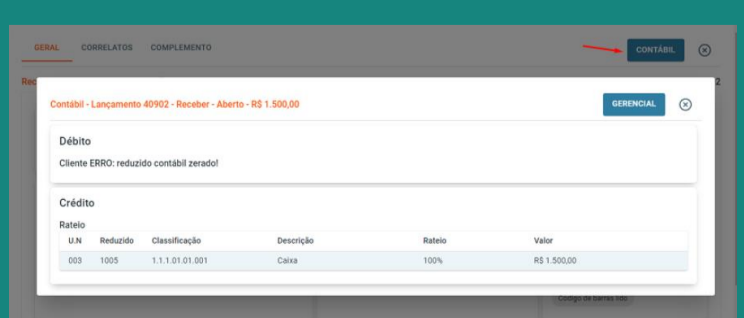 GERAL CORRELATOS COMPLEMENTO CONTÁBIL
Rec 2
Contábil - Lançamento 40902 - Receber - Aberto - R$ 1.500,00 GERENCIAL
Débito
Cliente ERRO: reduzido contábil zerado!
Crédito
Rateio
U.N Reduzido Classificação Descrição Rateio Valor
003 1005 1.1.1.01.01.001 Caixa 100% R$ 1.500,00
Código de barras lido